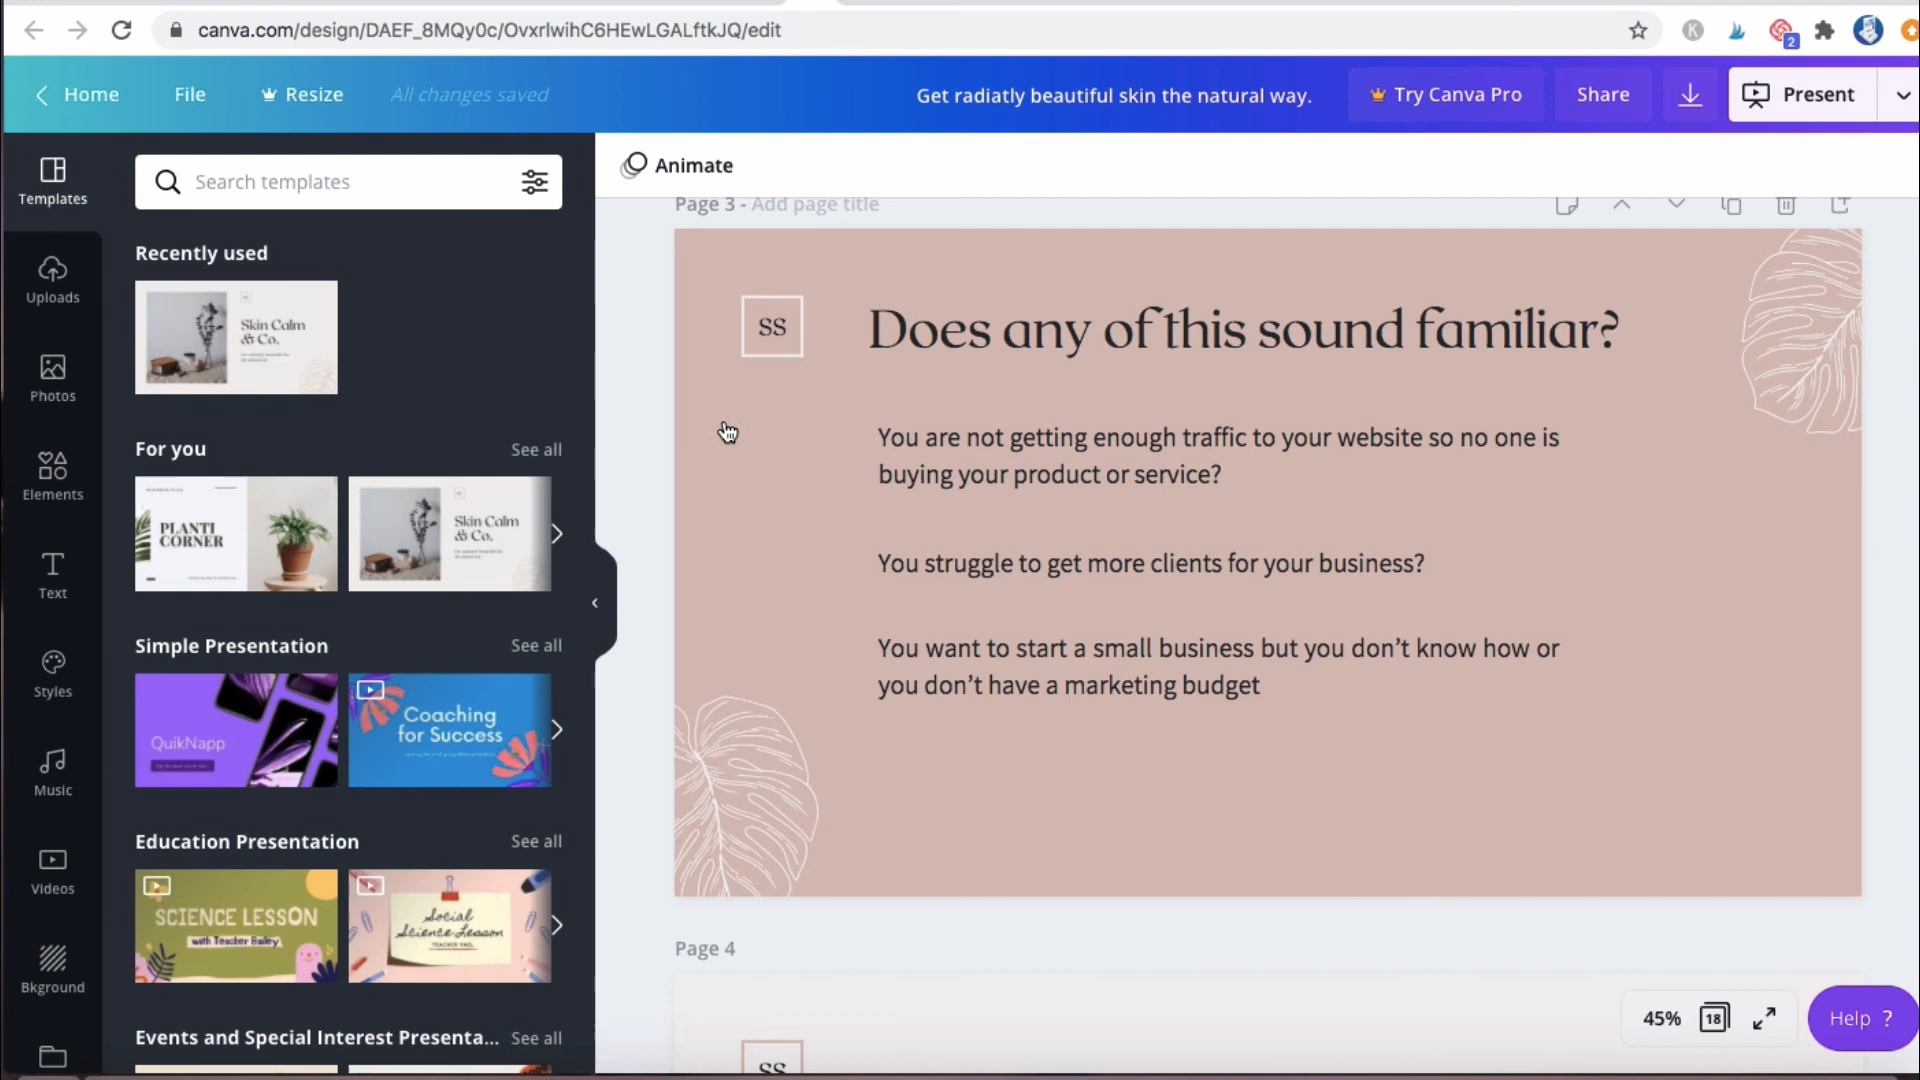 canva.com/design/DAEF_8MQy0c/OvxrlwihC6HEwLGALftkJQ/edit
2
Home
File
Resize
All changes saved
Get radiatly beautiful skin the natural way.
Try Canva Pro
Share
Present
Templates
Uploads
Photos
Elements
Text
Styles
Music
Videos
Bkground
Search templates
Recently used
Skin Calm
& Co.
For you
See all
PLANTI
CORNER
Skin Calm
& Co.
Simple Presentation
See all
QuikNapp
Coaching
for Success
Education Presentation
See all
SCIENCE LESSON
with Teacher Bailey
Social
Science Lesson
Events and Special Interest Presenta...
See all
Animate
Page 3 - Add page title
SS
Does any of this sound familiar?
You are not getting enough traffic to your website so no one is
buying your product or service?
You struggle to get more clients for your business?
You want to start a small business but you don’t know how or
you don’t have a marketing budget
Page 4
SS
45%
18
Help ?